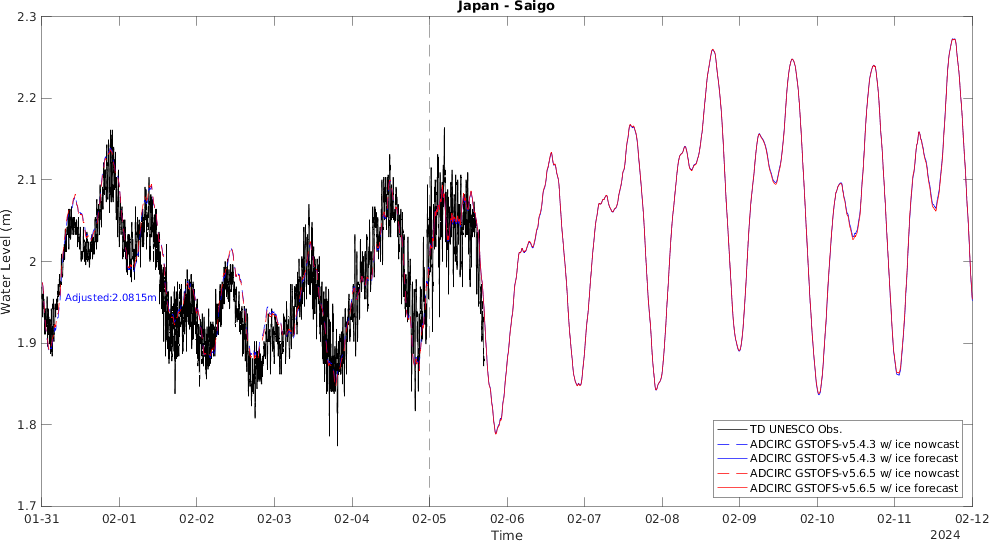 Japan - Saigo
2.3
2.2
2.1
2
1.9
1.8
1.7
Water Level (m)
Adjusted:2.0815m
TD UNESCO Obs.
ADCIRC GSTOFS-v5.4.3 w/ ice nowcast
ADCIRC GSTOFS-v5.4.3 w/ ice forecast
ADCIRC GSTOFS-v5.6.5 w/ ice nowcast
ADCIRC GSTOFS-v5.6.5 w/ ice forecast
01-31 02-01 02-02 02-03 02-04 02-05 02-06 02-07 02-08 02-09 02-10 02-11 02-12
Time
2024